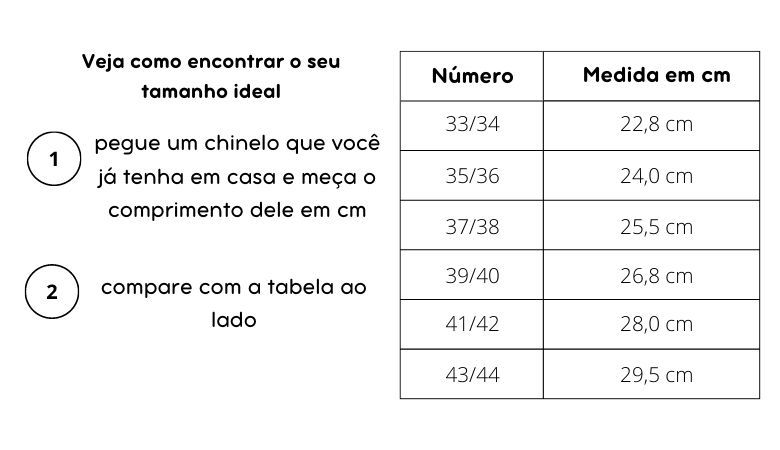 Veja como encontrar o seu
tamanho ideal
1
pegue um chinelo que você
já tenha em casa e meça o
comprimento dele em cm
2
compare com a tabela ao
lado
Número Medida em cm
33/34 22,8 cm
35/36 24,0 cm
37/38 25,5 cm
39/40 26,8 cm
41/42 28,0 cm
43/44 29,5 cm